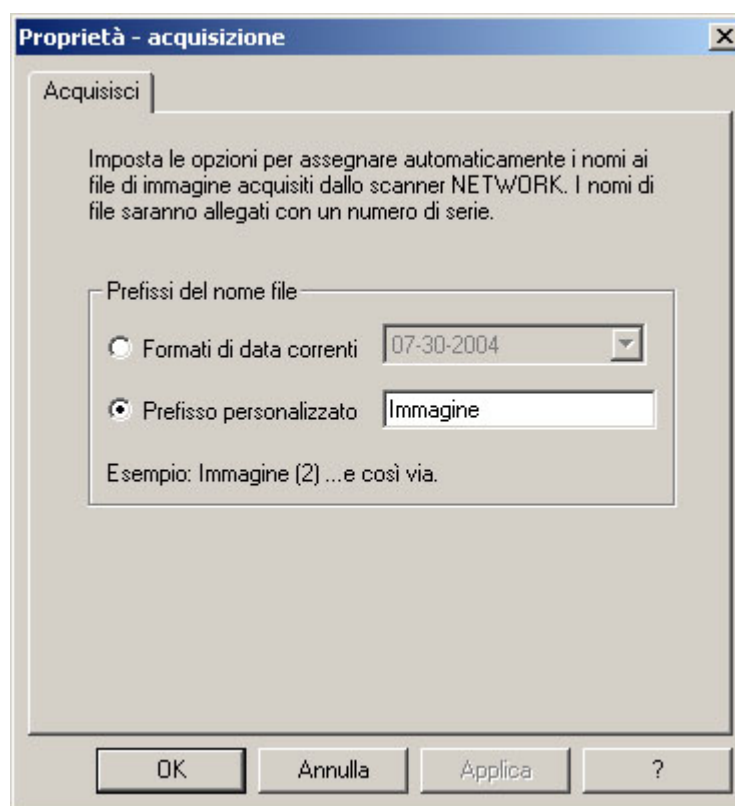 Proprietà - acquisizione
Acquisisci
Imposta le opzioni per assegnare automaticamente i nomi ai
file di immagine acquisiti dallo scanner NETWORK. I nomi di
file saranno allegati con un numero di serie.
Prefissi del nome file
Formati di data correnti 07-30-2004
Prefisso personalizzato Immagine
Esempio: Immagine (2) ...e così via.
OK Annulla Applica ?